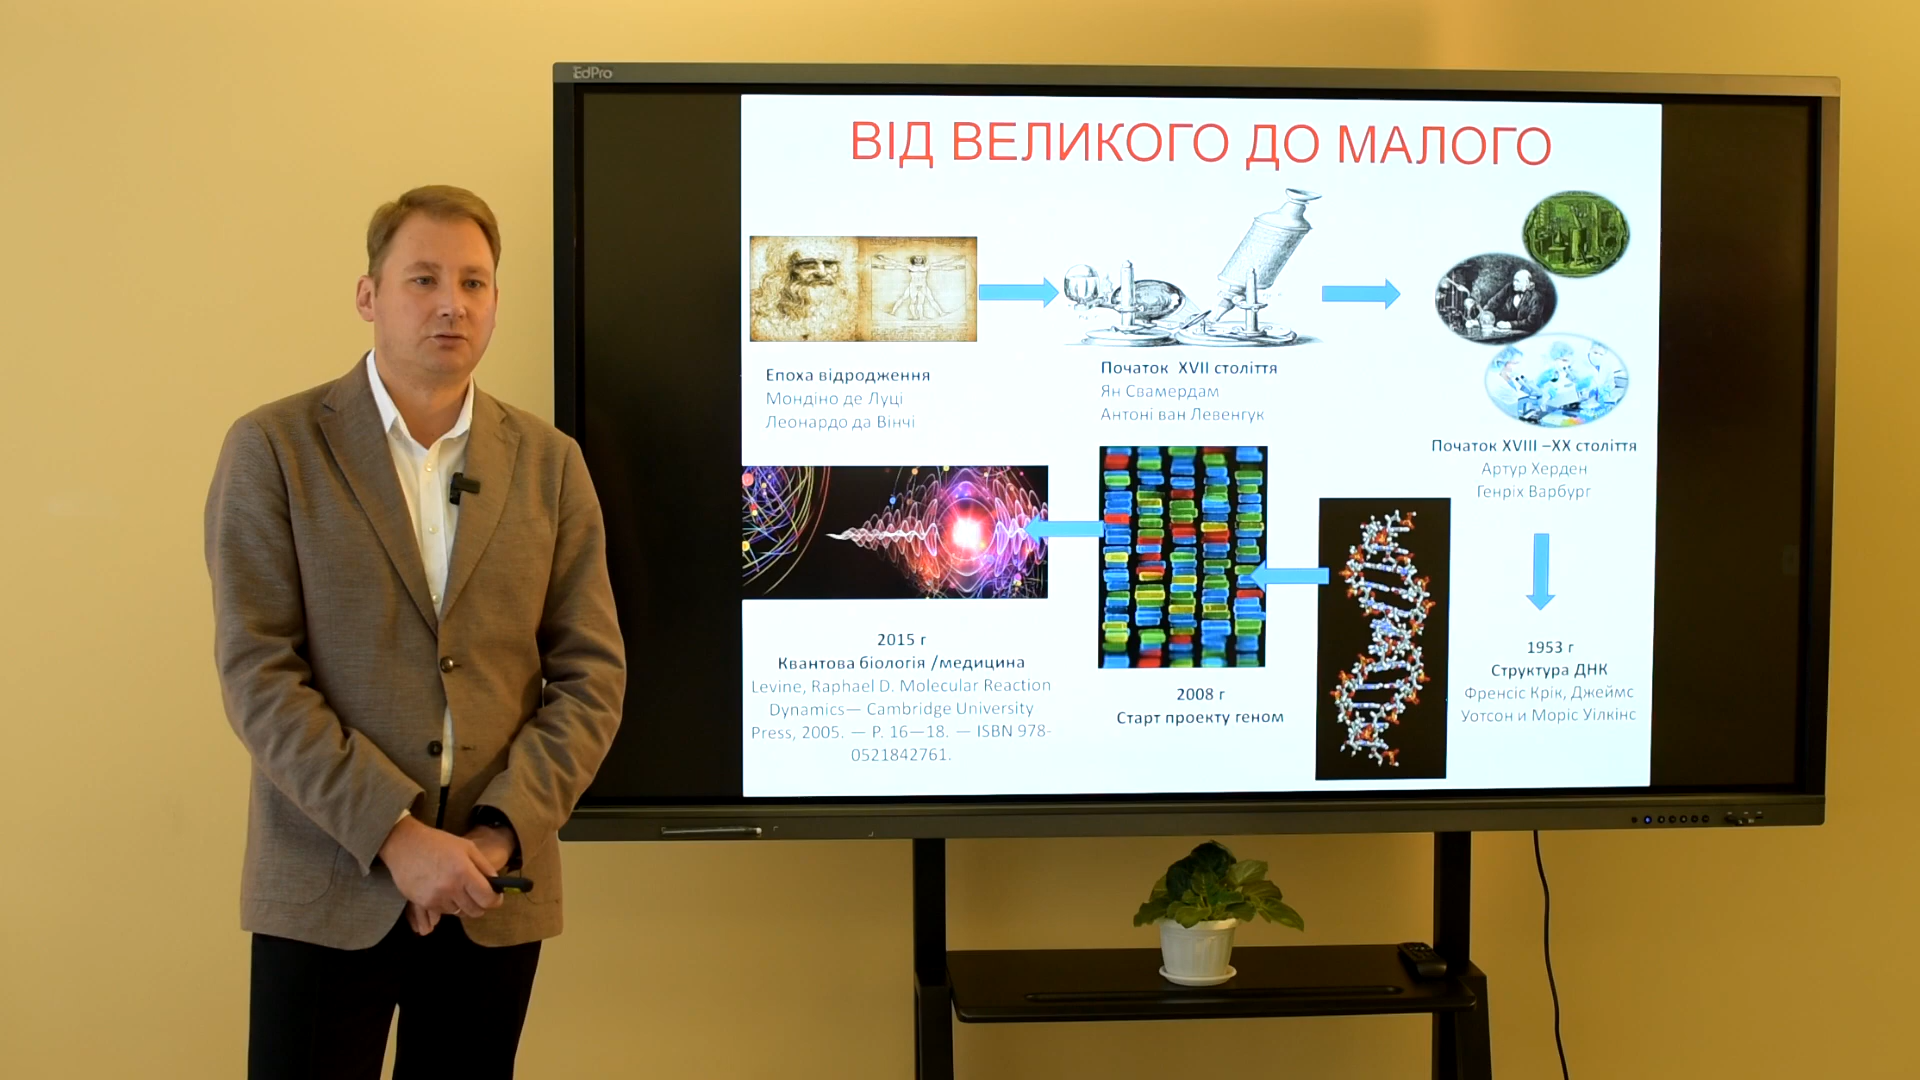 EdPro
ВІД ВЕЛИКОГО ДО МАЛОГО
Епоха відродження
Мондіно де Луці
Леонардо да Вінчі
Початок XVII століття
Ян Свамердам
Антоні ван Левенгук
Початок XVIII –XX століття
Артур Херден
Генріх Варбург
1953 г
Структура ДНК
Френсіс Крік, Джеймс
Уотсон и Моріс Уілкінс
2008 г
Старт проекту геном
2015 г
Квантова біологія /медицина
Levine, Raphael D. Molecular Reaction
Dynamics— Cambridge University
Press, 2005. — P. 16—18. — ISBN 978-
0521842761.